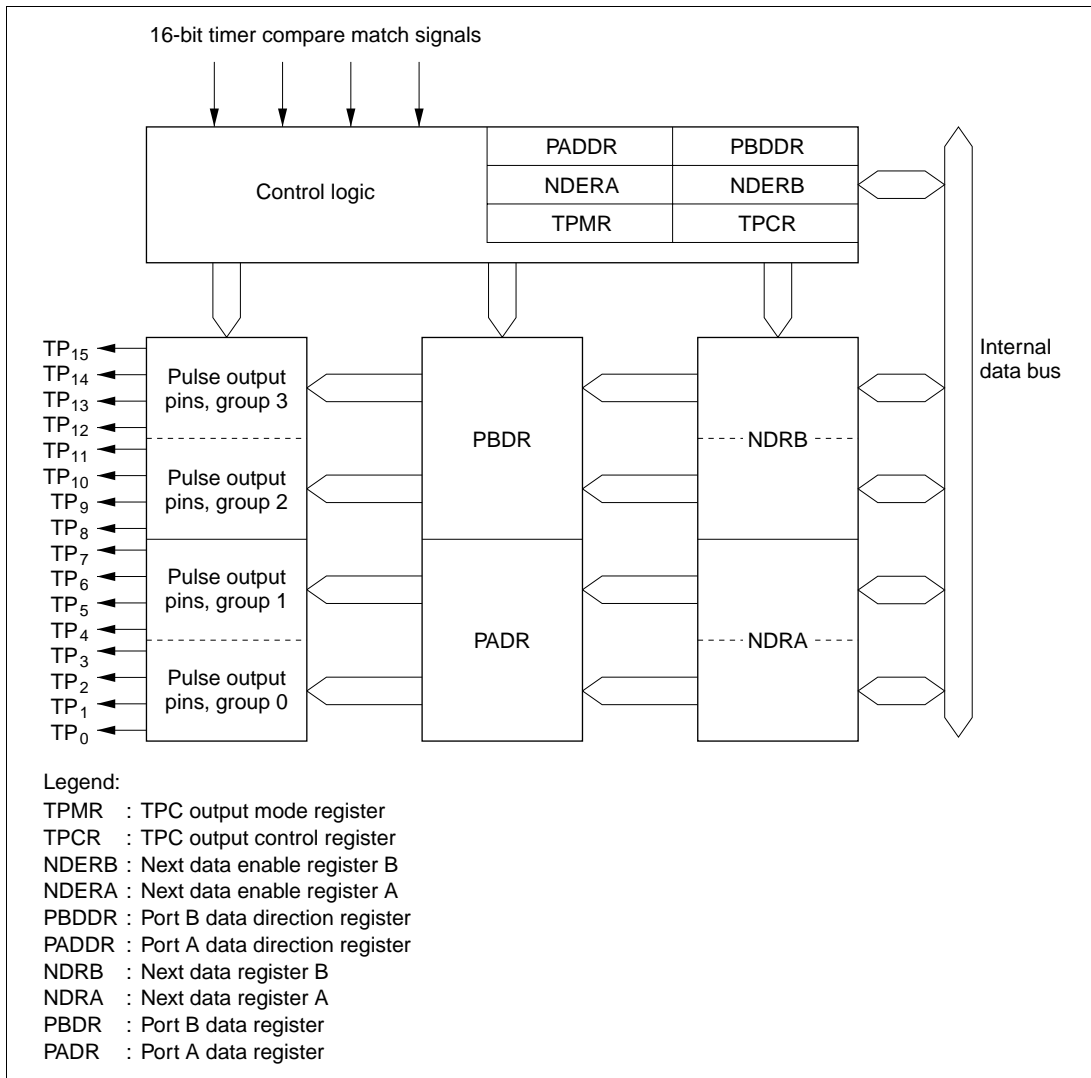 16-bit timer compare match signals
PADDR PBDDR
Control logic NDERA NDERB
TPMR TPCR
Internal
data bus
TP15
TP14
TP13
TP12
TP11
TP10
TP9
TP8
TP7
TP6
TP5
TP4
TP3
TP2
TP1
TP0
Pulse output
pins, group 3
Pulse output
pins, group 2
Pulse output
pins, group 1
Pulse output
pins, group 0
PBDR
PADR
NDRB
NDRA
Legend:
TPMR : TPC output mode register
TPCR : TPC output control register
NDERB : Next data enable register B
NDERA : Next data enable register A
PBDDR : Port B data direction register
PADDR : Port A data direction register
NDRB : Next data register B
NDRA : Next data register A
PBDR : Port B data register
PADR : Port A data register